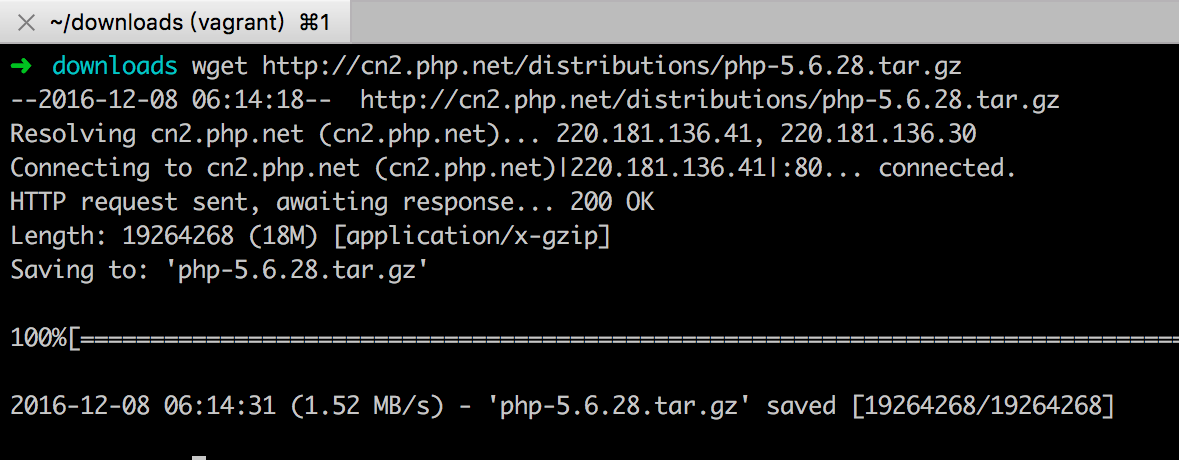 ~/downloads (vagrant) ⌘1
➜ downloads wget http://cn2.php.net/distributions/php-5.6.28.tar.gz
--2016-12-08 06:14:18-- http://cn2.php.net/distributions/php-5.6.28.tar.gz
Resolving cn2.php.net (cn2.php.net)... 220.181.136.41, 220.181.136.30
Connecting to cn2.php.net (cn2.php.net)|220.181.136.41|:80... connected.
HTTP request sent, awaiting response... 200 OK
Length: 19264268 (18M) [application/x-gzip]
Saving to: 'php-5.6.28.tar.gz'
100%[==============================================================================
2016-12-08 06:14:31 (1.52 MB/s) - 'php-5.6.28.tar.gz' saved [19264268/19264268]